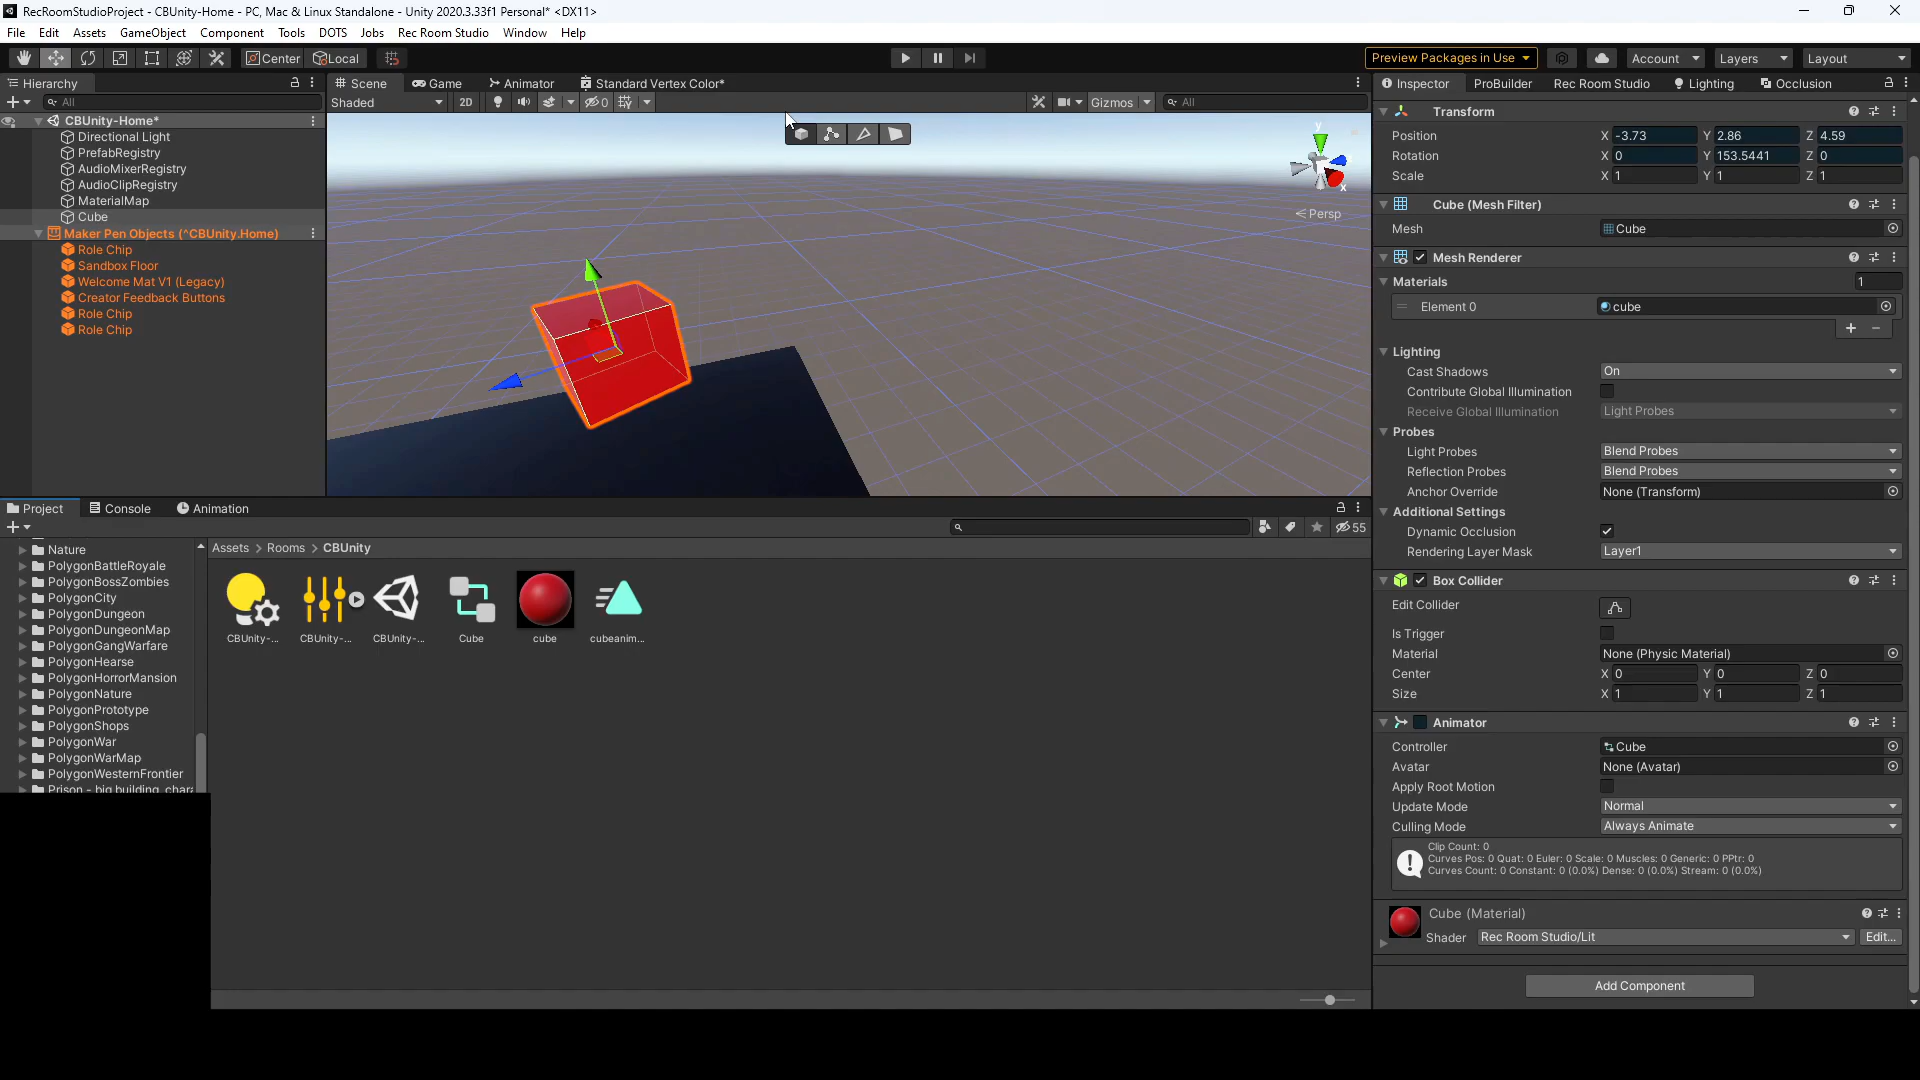 RecRoomStudioProject - CBUnity-Home - PC, Mac & Linux Standalone - Unity 2020.3.33f1 Personal* <DX11>
File Edit Assets GameObject Component Tools DOTS Jobs Rec Room Studio Window Help
Center Local Preview Packages in Use Account Layers Layout
Hierarchy Scene Game Animator Standard Vertex Color* Inspector ProBuilder Rec Room Studio Lighting Occlusion
All Shaded 2D 0 Gizmos All
CBUnity-Home*
Directional Light
PrefabRegistry
AudioMixerRegistry
AudioClipRegistry
MaterialMap
Cube
Maker Pen Objects (^CBUnity.Home)
Role Chip
Sandbox Floor
Welcome Mat V1 (Legacy)
Creator Feedback Buttons
Role Chip
Role Chip
y
x
Persp
Transform
Position X -3.73 Y 2.86 Z 4.59
Rotation X 0 Y 153.5441 Z 0
Scale X 1 Y 1 Z 1
Cube (Mesh Filter)
Mesh Cube
Mesh Renderer
Materials 1
Element 0 cube
Lighting
Cast Shadows On
Contribute Global Illumination
Receive Global Illumination Light Probes
Probes
Light Probes Blend Probes
Reflection Probes Blend Probes
Anchor Override None (Transform)
Additional Settings
Dynamic Occlusion
Rendering Layer Mask Layer1
Box Collider
Edit Collider
Is Trigger
Material None (Physic Material)
Center X 0 Y 0 Z 0
Size X 1 Y 1 Z 1
Animator
Controller Cube
Avatar None (Avatar)
Apply Root Motion
Update Mode Normal
Culling Mode Always Animate
Clip Count: 0
Curves Pos: 0 Quat: 0 Euler: 0 Scale: 0 Muscles: 0 Generic: 0 PPtr: 0
Curves Count: 0 Constant: 0 (0.0%) Dense: 0 (0.0%) Stream: 0 (0.0%)
Cube (Material)
Shader Rec Room Studio/Lit Edit...
Add Component
Project Console Animation
55
Nature
PolygonBattleRoyale
PolygonBossZombies
PolygonCity
PolygonDungeon
PolygonDungeonMap
PolygonGangWarfare
PolygonHearse
PolygonHorrorMansion
PolygonNature
PolygonPrototype
PolygonShops
PolygonWar
PolygonWarMap
PolygonWesternFrontier
Prison - big building, chara
Assets > Rooms > CBUnity
CBUnity-... CBUnity-... CBUnity-... Cube cube cubeanim...